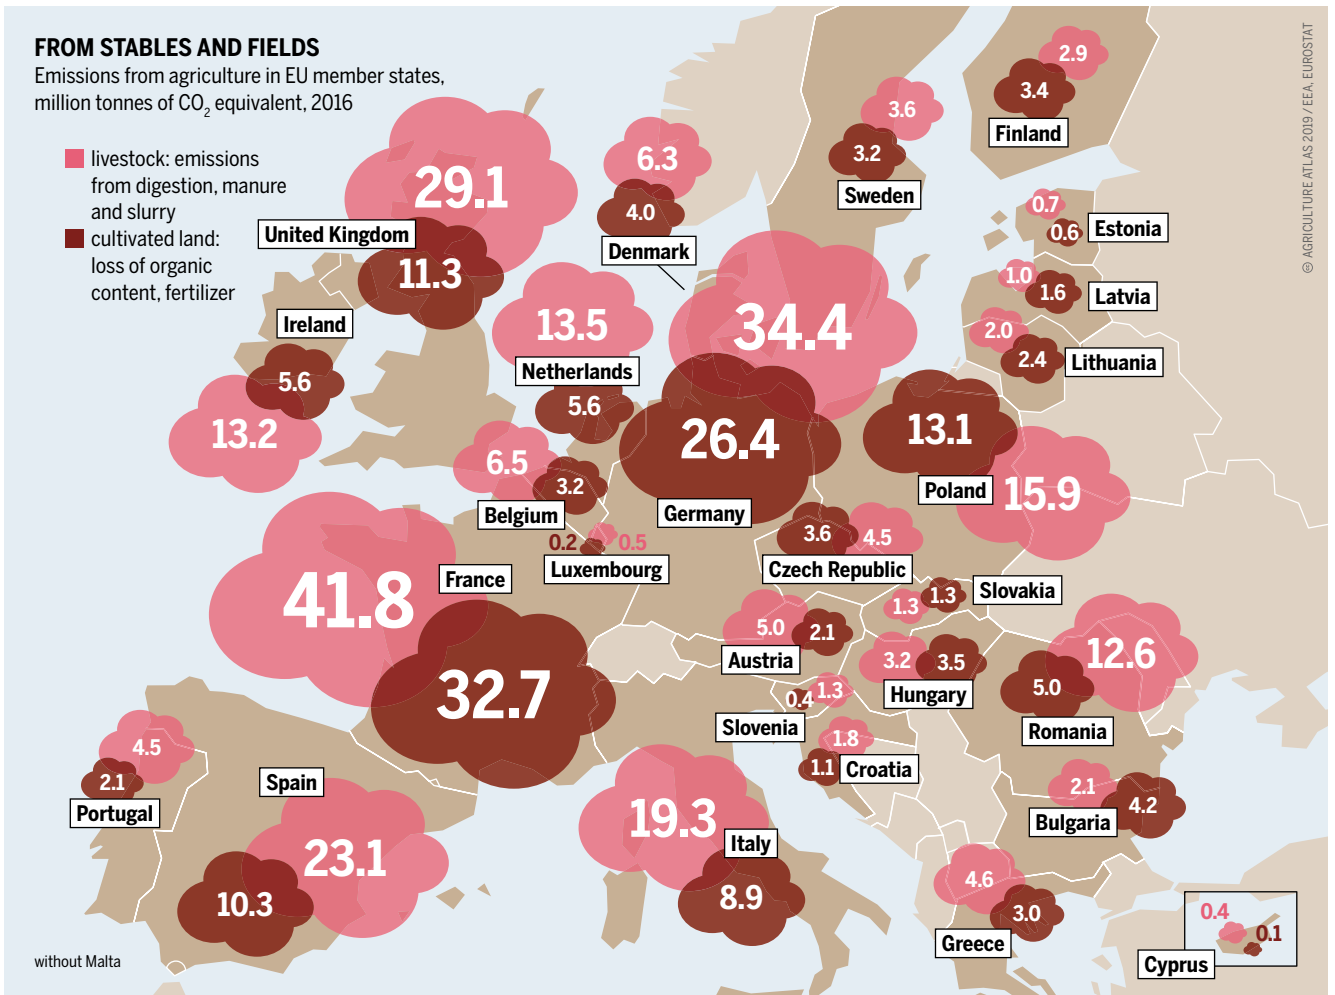 FROM STABLES AND FIELDS
Emissions from agriculture in EU member states,
million tonnes of CO2 equivalent, 2016
livestock: emissions
from digestion, manure
and slurry
cultivated land:
loss of organic
content, fertilizer
© AGRICULTURE ATLAS 2019 / EEA, EUROSTAT
2.9
3.4
Finland
3.6
3.2
Sweden
6.3
4.0
Denmark
29.1
United Kingdom
11.3
0.7
0.6
Estonia
1.0
1.6
Latvia
2.0
2.4
Lithuania
Ireland
5.6
13.2
13.5
Netherlands
5.6
34.4
26.4
Germany
13.1
Poland
15.9
6.5
3.2
Belgium
0.2
0.5
Luxembourg
3.6
4.5
Czech Republic
41.8
France
32.7
1.3
1.3
Slovakia
5.0
2.1
Austria
3.2
3.5
Hungary
12.6
5.0
Romania
0.4
1.3
Slovenia
1.8
1.1
Croatia
4.5
2.1
Portugal
Spain
23.1
10.3
19.3
Italy
8.9
2.1
4.2
Bulgaria
4.6
3.0
Greece
0.4
0.1
Cyprus
without Malta